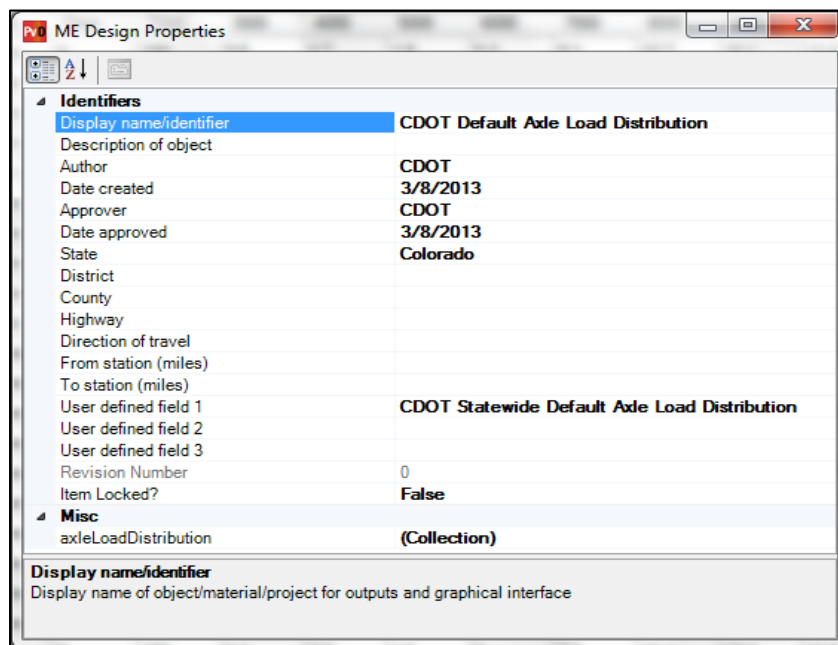 PvD ME Design Properties
A Z
Identifiers
Display name/identifier CDOT Default Axle Load Distribution
Description of object
Author CDOT
Date created 3/8/2013
Approver CDOT
Date approved 3/8/2013
State Colorado
District
County
Highway
Direction of travel
From station (miles)
To station (miles)
User defined field 1 CDOT Statewide Default Axle Load Distribution
User defined field 2
User defined field 3
Revision Number 0
Item Locked? False
Misc
axleLoadDistribution (Collection)
Display name/identifier
Display name of object/material/project for outputs and graphical interface